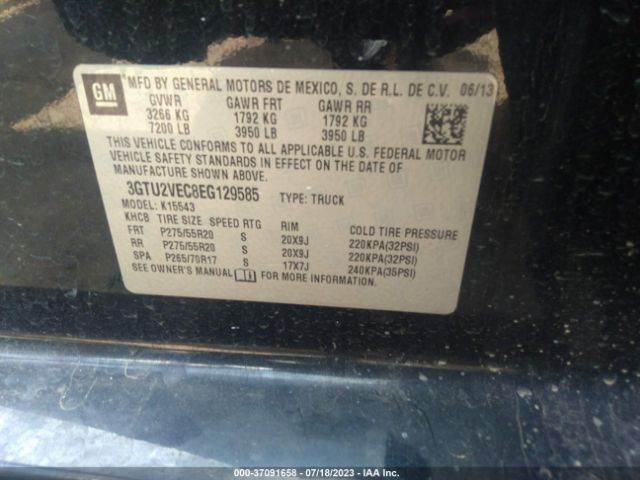 GM
MFD BY GENERAL MOTORS DE MEXICO, S. DE R.L. DE C.V. 06/13
GVWR GAWR FRT GAWR RR
3266 KG 1792 KG 1792 KG
7200 LB 3950 LB 3950 LB
THIS VEHICLE CONFORMS TO ALL APPLICABLE U.S. FEDERAL MOTOR
VEHICLE SAFETY STANDARDS IN EFFECT ON THE DATE OF
MANUFACTURE SHOWN ABOVE.
3GTU2VEC8EG129585 TYPE: TRUCK
MODEL: K15543
KHCB TIRE SIZE SPEED RTG RIM COLD TIRE PRESSURE
FRT P275/55R20 S 20X9J 220KPA(32PSI)
RR P275/55R20 S 20X9J 220KPA(32PSI)
SPA P265/70R17 S 17X7J 240KPA(35PSI)
SEE OWNER'S MANUAL FOR MORE INFORMATION.
000-37091658 - 07/18/2023 - IAA Inc.